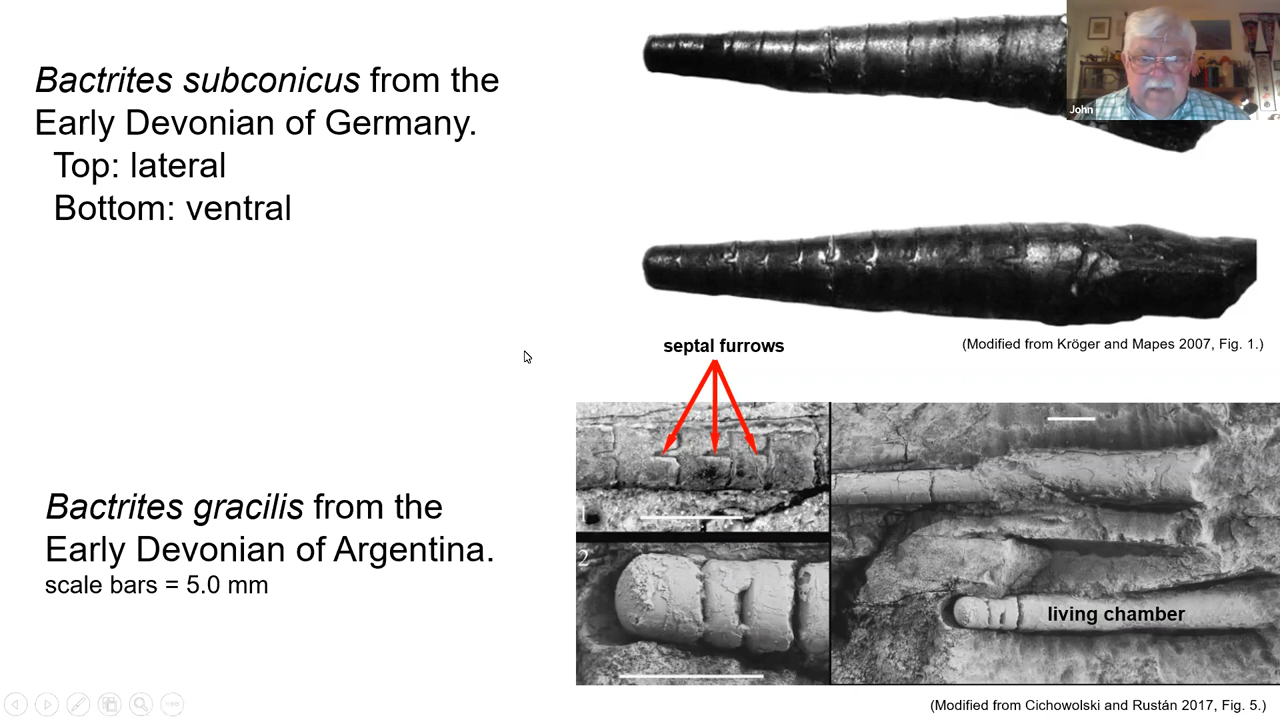 Bactrites subconicus from the
Early Devonian of Germany.
Top: lateral
Bottom: ventral
John
(Modified from Kröger and Mapes 2007, Fig. 1.)
septal furrows
Bactrites gracilis from the
Early Devonian of Argentina.
scale bars = 5.0 mm
2
living chamber
(Modified from Cichowolski and Rustán 2017, Fig. 5.)